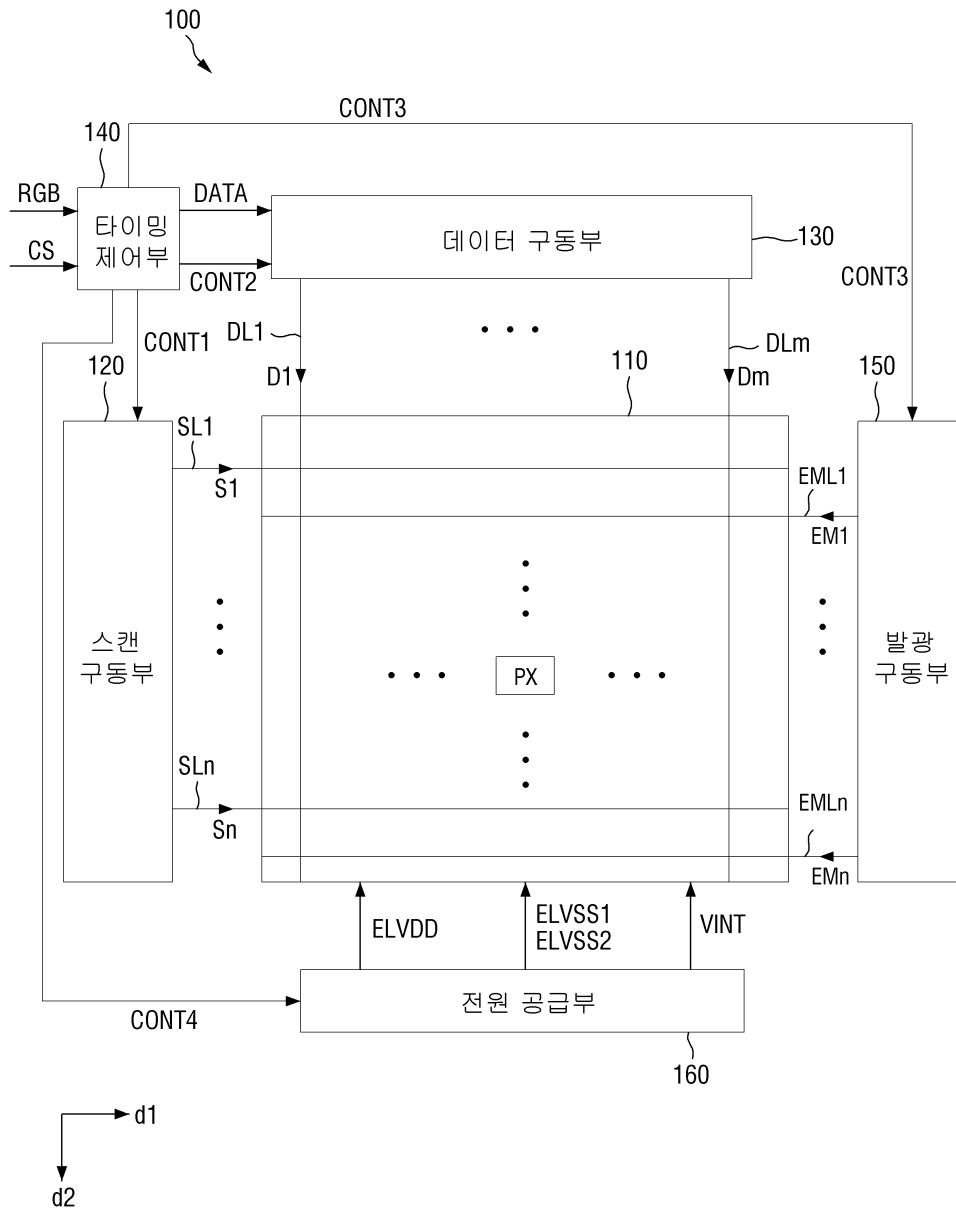 100
CONT3
140
RGB
CS
타이밍
제어부
DATA
CONT2
데이터 구동부
130
CONT3
CONT1
DL1
DLm
D1
Dm
120
110
150
SL1
S1
EML1
EM1
스캔
구동부
PX
발광
구동부
SLn
Sn
EMLn
EMn
ELVDD
ELVSS1
ELVSS2
VINT
전원 공급부
CONT4
160
d1
d2